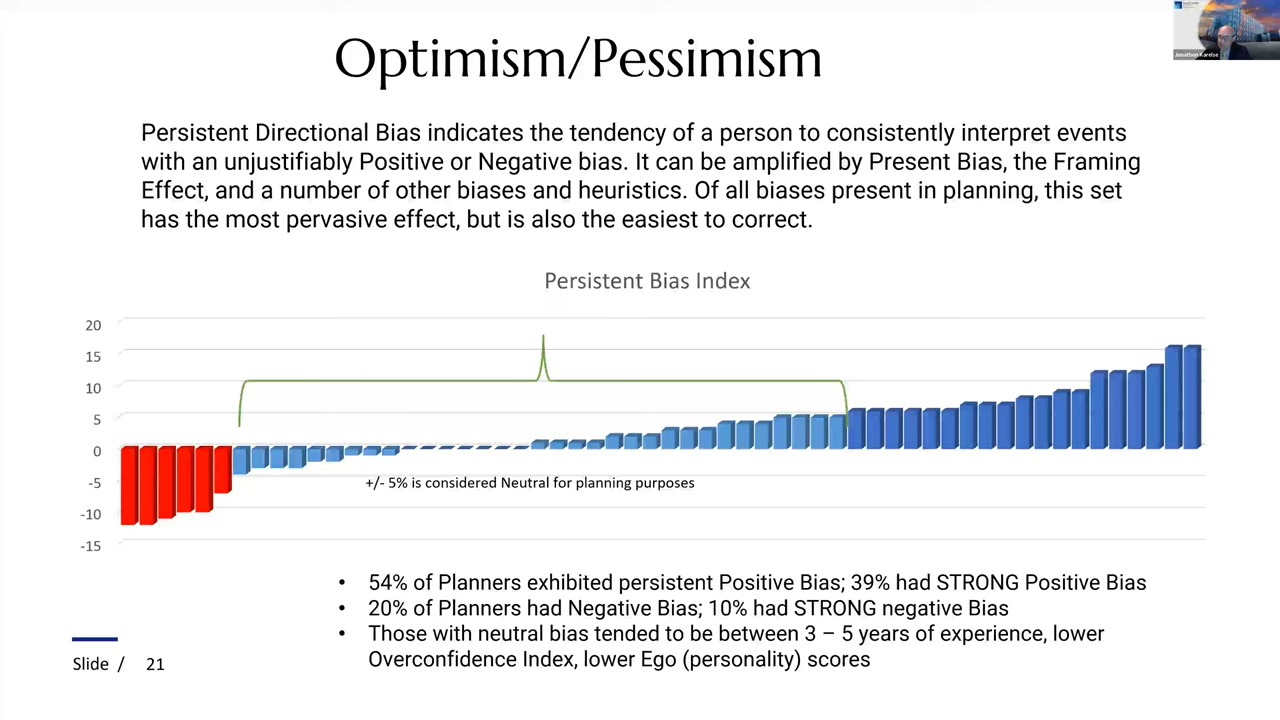 Optimism/Pessimism
Jonathon Karelse
Persistent Directional Bias indicates the tendency of a person to consistently interpret events
with an unjustifiably Positive or Negative bias. It can be amplified by Present Bias, the Framing
Effect, and a number of other biases and heuristics. Of all biases present in planning, this set
has the most pervasive effect, but is also the easiest to correct.
Persistent Bias Index
20
15
10
5
0
-5
-10
-15
+/- 5% is considered Neutral for planning purposes
• 54% of Planners exhibited persistent Positive Bias; 39% had STRONG Positive Bias
• 20% of Planners had Negative Bias; 10% had STRONG negative Bias
• Those with neutral bias tended to be between 3 – 5 years of experience, lower
Overconfidence Index, lower Ego (personality) scores
Slide / 21